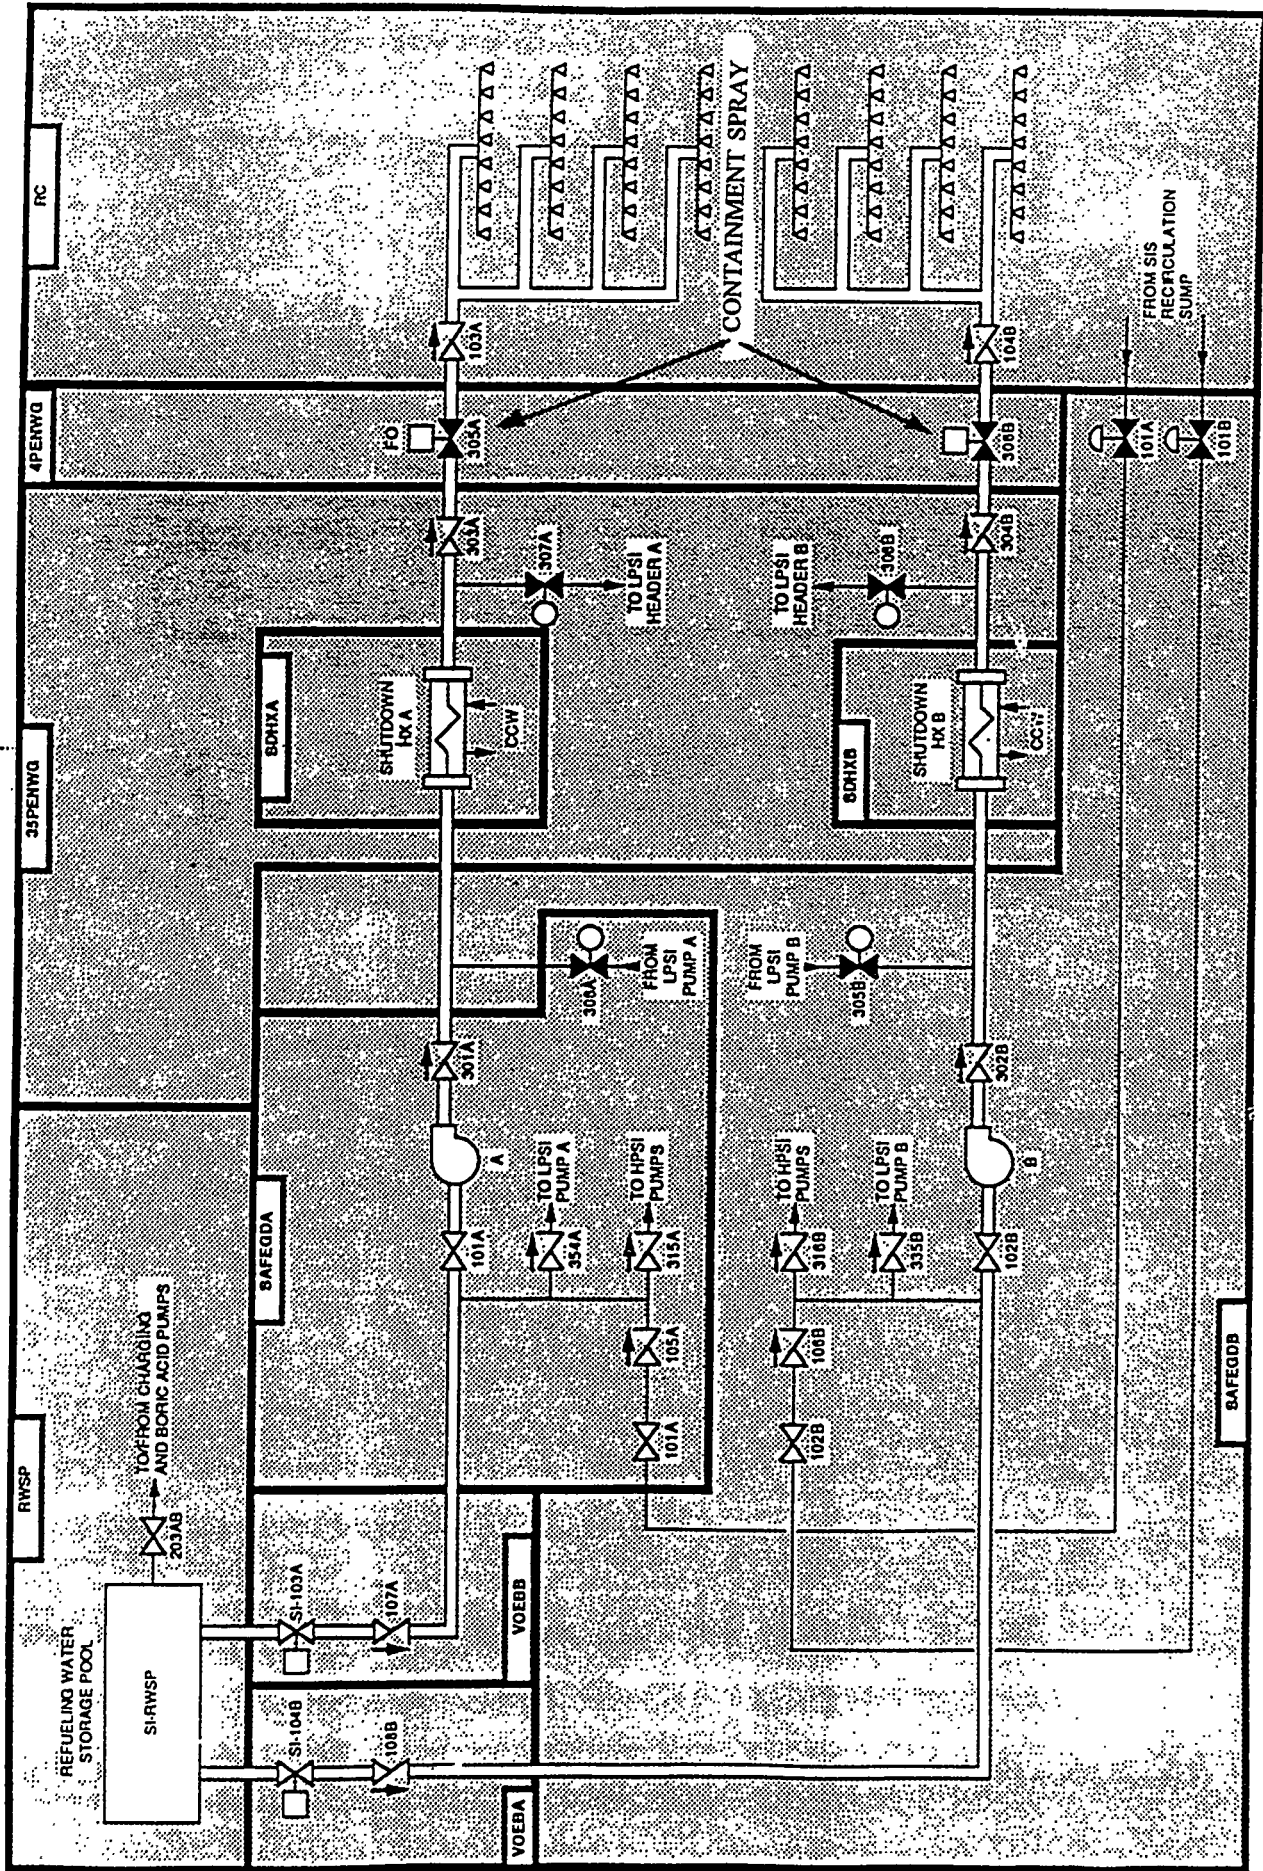 RWSP
REFUELING WATER
STORAGE POOL
SI-RWSP
TO/FROM CHARGING
AND BORIC ACID PUMPS
203AB
SI-104B
108B
VOEBA
SI-103A
107A
VOEBB
SAFEGDA
101A
354A
TO LPSI
PUMP A
315A
TO HPSI
PUMPS
105A
101A
A
301A
FROM
LPSI
PUMP A
35PENWG
SDHXA
SHUTDOWN
HX A
CCW
303A
307A
TO LPSI
HEADER A
4PENWG
FO
305A
RC
103A
CONTAINMENT SPRAY
SAFEGDB
102B
106B
316B
TO HPSI
PUMPS
335B
TO LPSI
PUMP B
102B
B
302B
305B
FROM
LPSI
PUMP B
SDHXB
SHUTDOWN
HX B
CCW
304B
TO LPSI
HEADER B
104B
101A
101B
FROM SIS
RECIRCULATION
SUMP